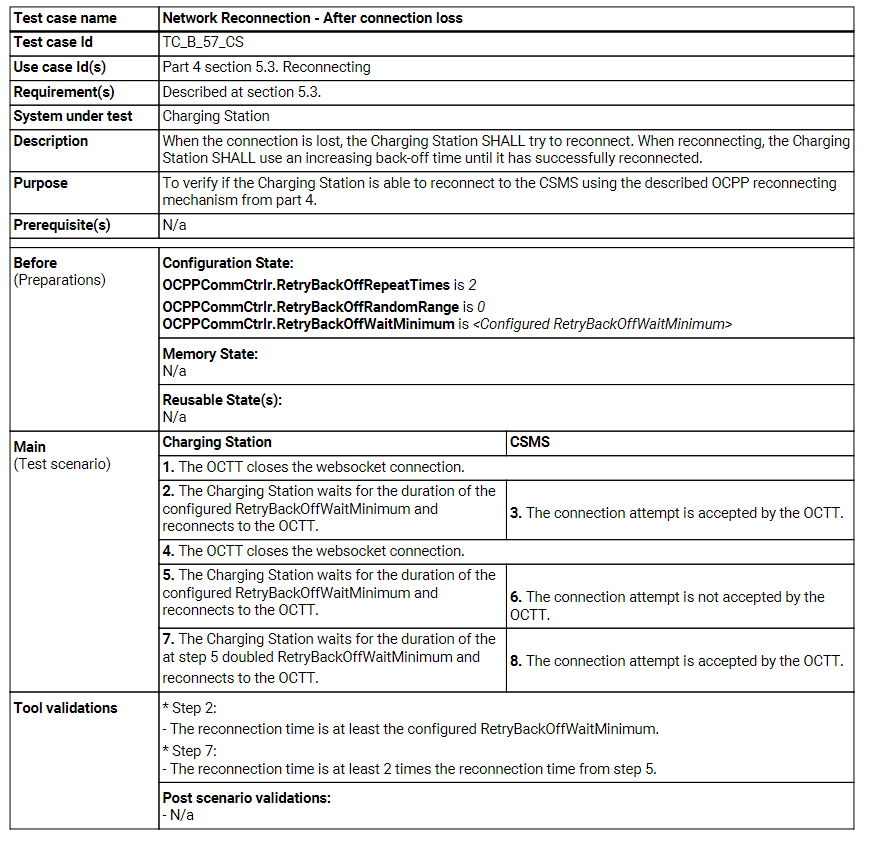 Test case name Network Reconnection - After connection loss
Test case Id TC_B_57_CS
Use case Id(s) Part 4 section 5.3. Reconnecting
Requirement(s) Described at section 5.3.
System under test Charging Station
Description When the connection is lost, the Charging Station SHALL try to reconnect. When reconnecting, the Charging
Station SHALL use an increasing back-off time until it has successfully reconnected.
Purpose To verify if the Charging Station is able to reconnect to the CSMS using the described OCPP reconnecting
mechanism from part 4.
Prerequisite(s) N/a
Before
(Preparations)
Configuration State:
OCPPCommCtrlr.RetryBackOffRepeatTimes is 2
OCPPCommCtrlr.RetryBackOffRandomRange is 0
OCPPCommCtrlr.RetryBackOffWaitMinimum is <Configured RetryBackOffWaitMinimum>
Memory State:
N/a
Reusable State(s):
N/a
Main
(Test scenario)
Charging Station CSMS
1. The OCTT closes the websocket connection.
2. The Charging Station waits for the duration of the
configured RetryBackOffWaitMinimum and
reconnects to the OCTT.
3. The connection attempt is accepted by the OCTT.
4. The OCTT closes the websocket connection.
5. The Charging Station waits for the duration of the
configured RetryBackOffWaitMinimum and
reconnects to the OCTT.
6. The connection attempt is not accepted by the
OCTT.
7. The Charging Station waits for the duration of the
at step 5 doubled RetryBackOffWaitMinimum and
reconnects to the OCTT.
8. The connection attempt is accepted by the OCTT.
Tool validations
* Step 2:
- The reconnection time is at least the configured RetryBackOffWaitMinimum.
* Step 7:
- The reconnection time is at least 2 times the reconnection time from step 5.
Post scenario validations:
- N/a